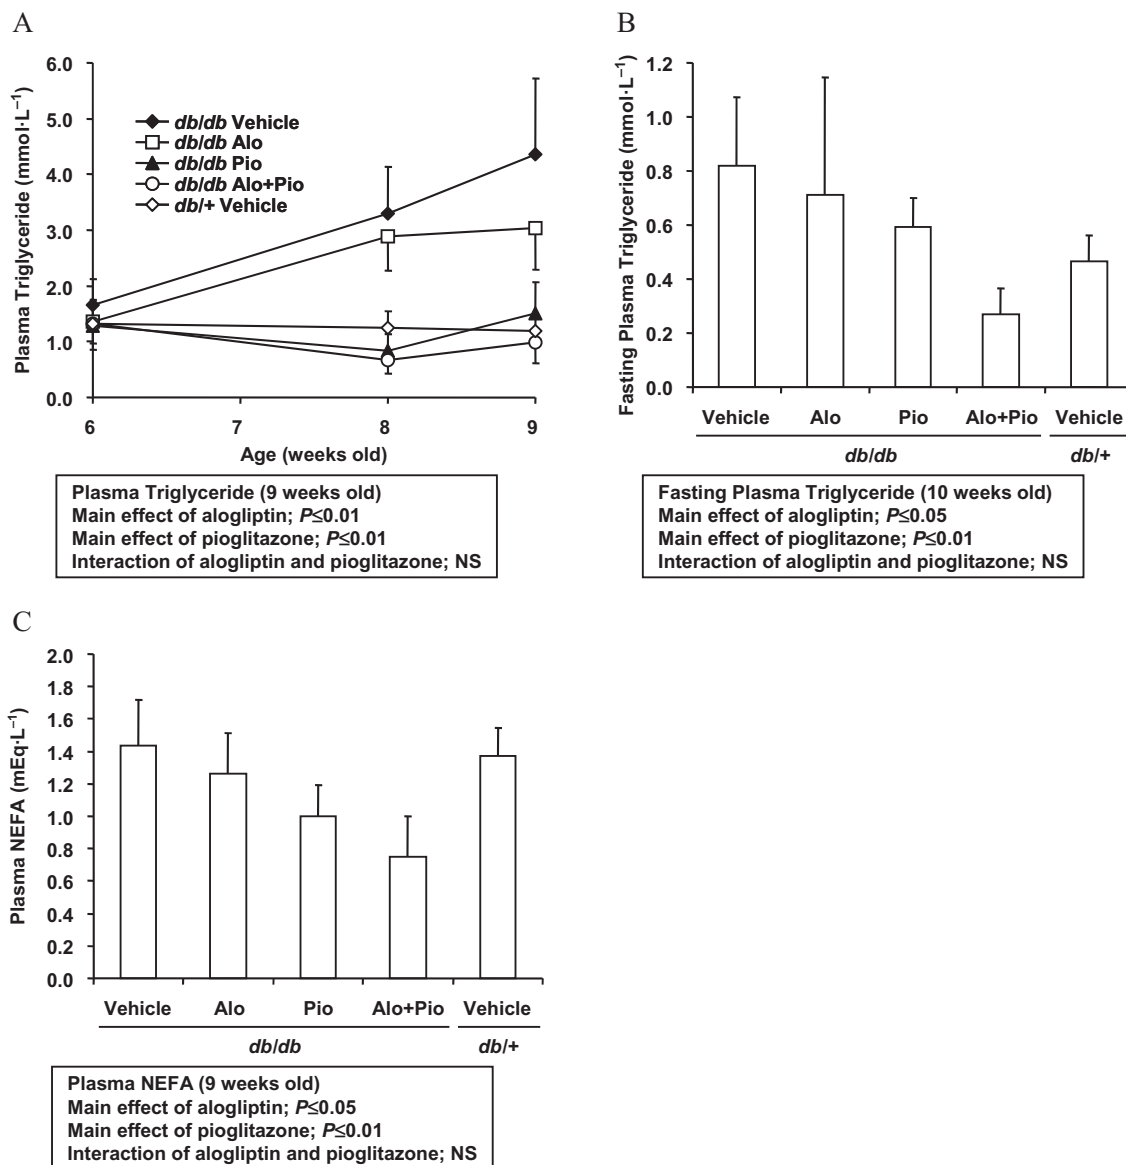 A
Plasma Triglyceride (mmol·L⁻¹)
6.0
5.0
4.0
3.0
2.0
1.0
0.0
db/db Vehicle
db/db Alo
db/db Pio
db/db Alo+Pio
db/+ Vehicle
6 7 8 9
Age (weeks old)
Plasma Triglyceride (9 weeks old)
Main effect of alogliptin; P≤0.01
Main effect of pioglitazone; P≤0.01
Interaction of alogliptin and pioglitazone; NS
B
Fasting Plasma Triglyceride (mmol·L⁻¹)
1.2
1.0
0.8
0.6
0.4
0.2
0.0
Vehicle Alo Pio Alo+Pio Vehicle
db/db db/+
Fasting Plasma Triglyceride (10 weeks old)
Main effect of alogliptin; P≤0.05
Main effect of pioglitazone; P≤0.01
Interaction of alogliptin and pioglitazone; NS
C
Plasma NEFA (mEq·L⁻¹)
2.0
1.8
1.6
1.4
1.2
1.0
0.8
0.6
0.4
0.2
0.0
Vehicle Alo Pio Alo+Pio Vehicle
db/db db/+
Plasma NEFA (9 weeks old)
Main effect of alogliptin; P≤0.05
Main effect of pioglitazone; P≤0.01
Interaction of alogliptin and pioglitazone; NS